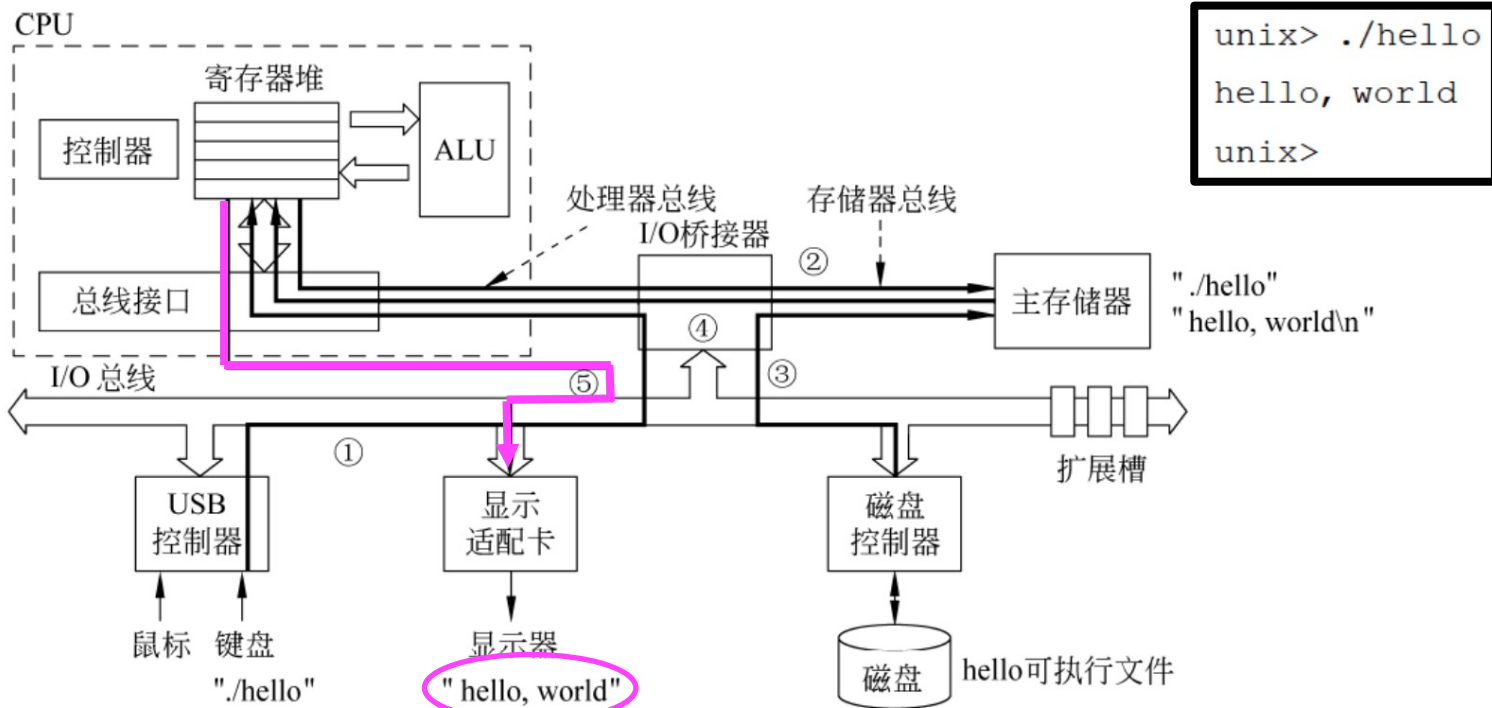 CPU
unix> ./hello
hello, world
unix>
寄存器堆
控制器
ALU
处理器总线
存储器总线
I/O桥接器
②
总线接口
主存储器
"./hello"
"hello, world\n"
④
I/O 总线
⑤
③
①
扩展槽
USB
控制器
显示
适配卡
磁盘
控制器
鼠标
键盘
显示器
"./hello"
"hello, world"
磁盘
hello可执行文件